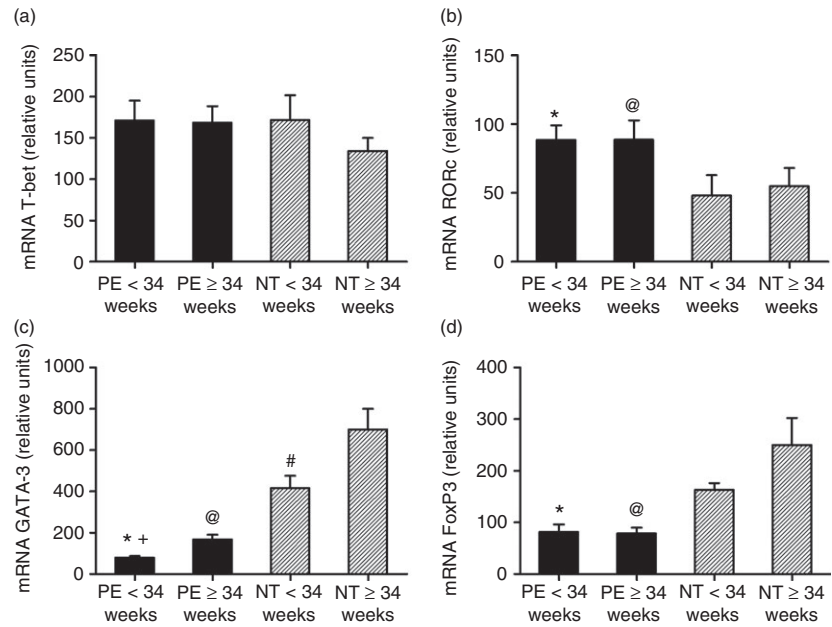 (a)
mRNA T-bet (relative units)
250
200
150
100
50
0
PE < 34 weeks
PE ≥ 34 weeks
NT < 34 weeks
NT ≥ 34 weeks
(b)
mRNA RORc (relative units)
150
100
50
0
*
@
PE < 34 weeks
PE ≥ 34 weeks
NT < 34 weeks
NT ≥ 34 weeks
(c)
mRNA GATA-3 (relative units)
1000
800
600
400
200
0
* +
@
#
PE < 34 weeks
PE ≥ 34 weeks
NT < 34 weeks
NT ≥ 34 weeks
(d)
mRNA FoxP3 (relative units)
400
300
200
100
0
*
@
PE < 34 weeks
PE ≥ 34 weeks
NT < 34 weeks
NT ≥ 34 weeks